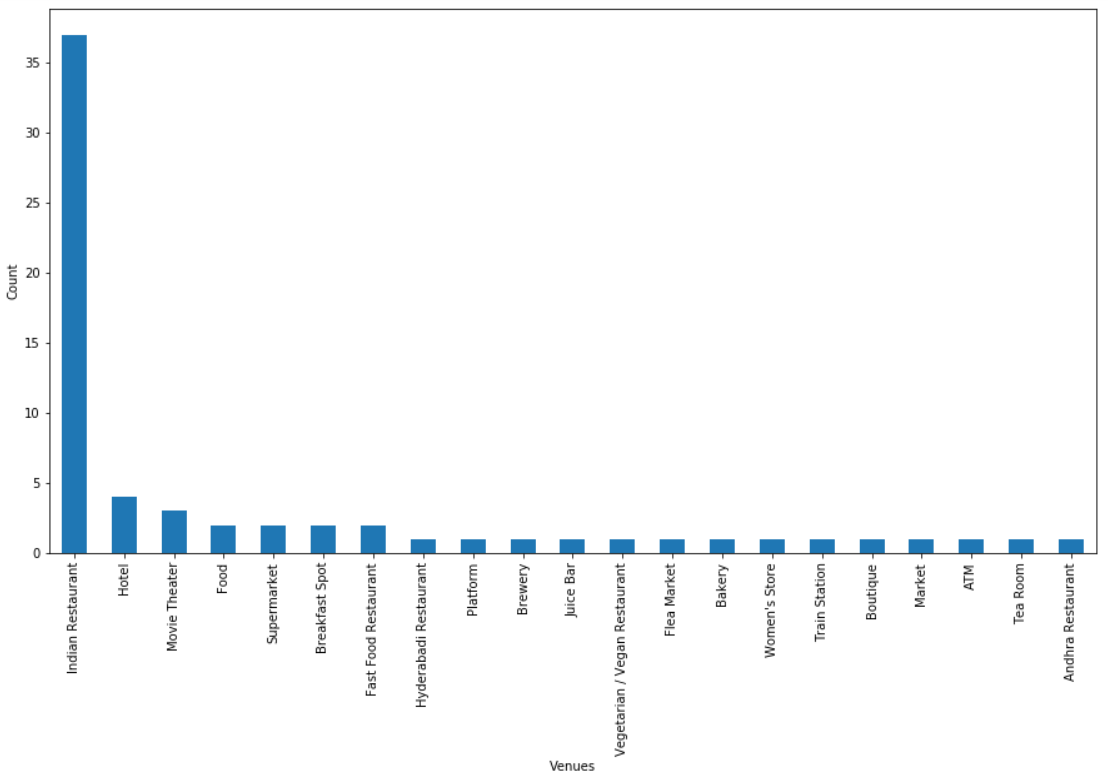 35
30
25
20
15
10
5
0
Count
Indian Restaurant
Hotel
Movie Theater
Food
Supermarket
Breakfast Spot
Fast Food Restaurant
Hyderabadi Restaurant
Platform
Brewery
Juice Bar
Vegetarian / Vegan Restaurant
Flea Market
Bakery
Women's Store
Train Station
Boutique
Market
ATM
Tea Room
Andhra Restaurant
Venues